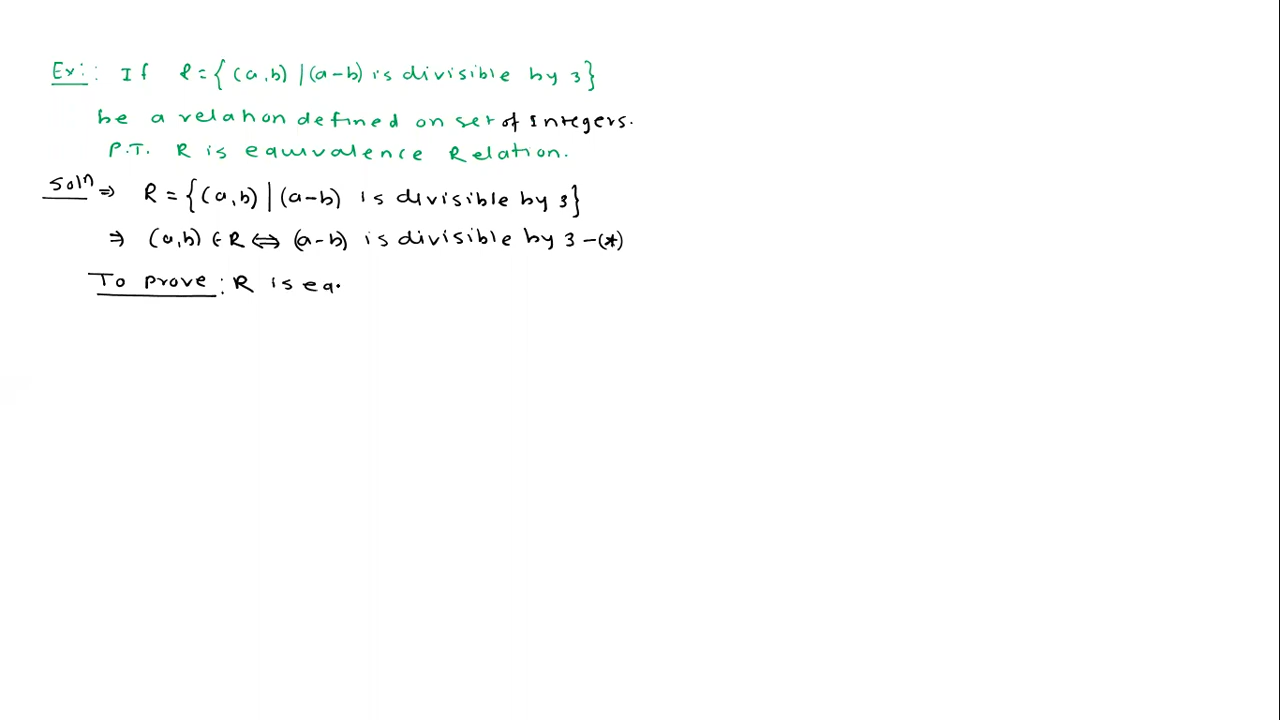 Ex:: If R={(a,b) |(a-b) is divisible by 3}
be a relation defined on set of Integers.
P.T. R is equivalence Relation.
Soln ⇒ R = {(a,b) | (a-b) is divisible by 3}
⇒ (a,b) ∈ R ⇔ (a-b) is divisible by 3 -(*)
To prove : R is eq.